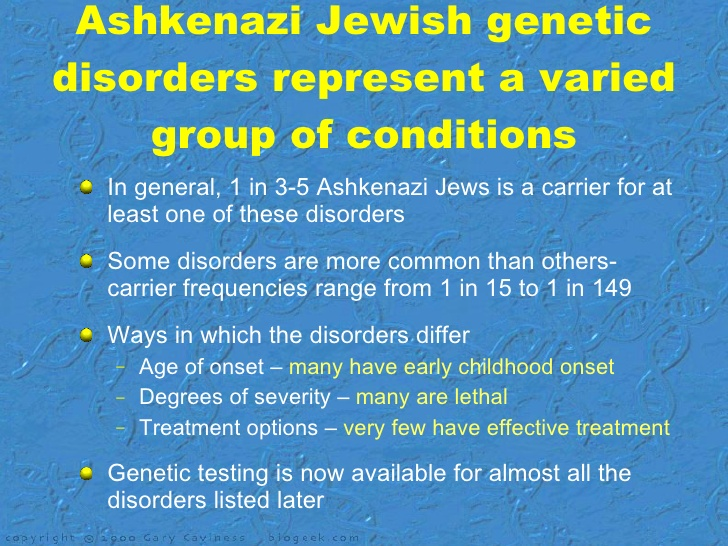 Ashkenazi Jewish genetic
disorders represent a varied
group of conditions
In general, 1 in 3-5 Ashkenazi Jews is a carrier for at
least one of these disorders
Some disorders are more common than others-
carrier frequencies range from 1 in 15 to 1 in 149
Ways in which the disorders differ
– Age of onset – many have early childhood onset
– Degrees of severity – many are lethal
– Treatment options – very few have effective treatment
Genetic testing is now available for almost all the
disorders listed later
copyright © 2000 Gary Kaviness biogeek.com